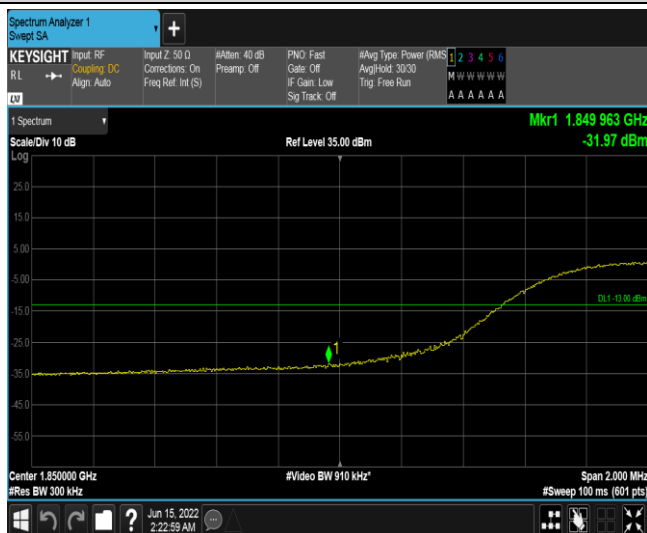 Spectrum Analyzer 1
Swept SA
KEYSIGHT
RL
Input: RF
Coupling: DC
Align: Auto
Input Z: 50 Ω
Corrections: On
Freq Ref: Int (S)
#Atten: 40 dB
Preamp: Off
PNO: Fast
Gate: Off
IF Gain: Low
Sig Track: Off
#Avg Type: Power (RMS
Avg|Hold: 30/30
Trig: Free Run
1 2 3 4 5 6
M W W W W W
A A A A A A
LXI
1 Spectrum
Mkr1 1.849 963 GHz
Scale/Div 10 dB
Ref Level 35.00 dBm
-31.97 dBm
Log
25.0
15.0
5.00
-5.00
DL1 -13.00 dBm
-15.0
-25.0
1
-35.0
-45.0
-55.0
Center 1.850000 GHz
#Video BW 910 kHz*
Span 2.000 MHz
#Res BW 300 kHz
#Sweep 100 ms (601 pts)
?
Jun 15, 2022
2:22:59 AM